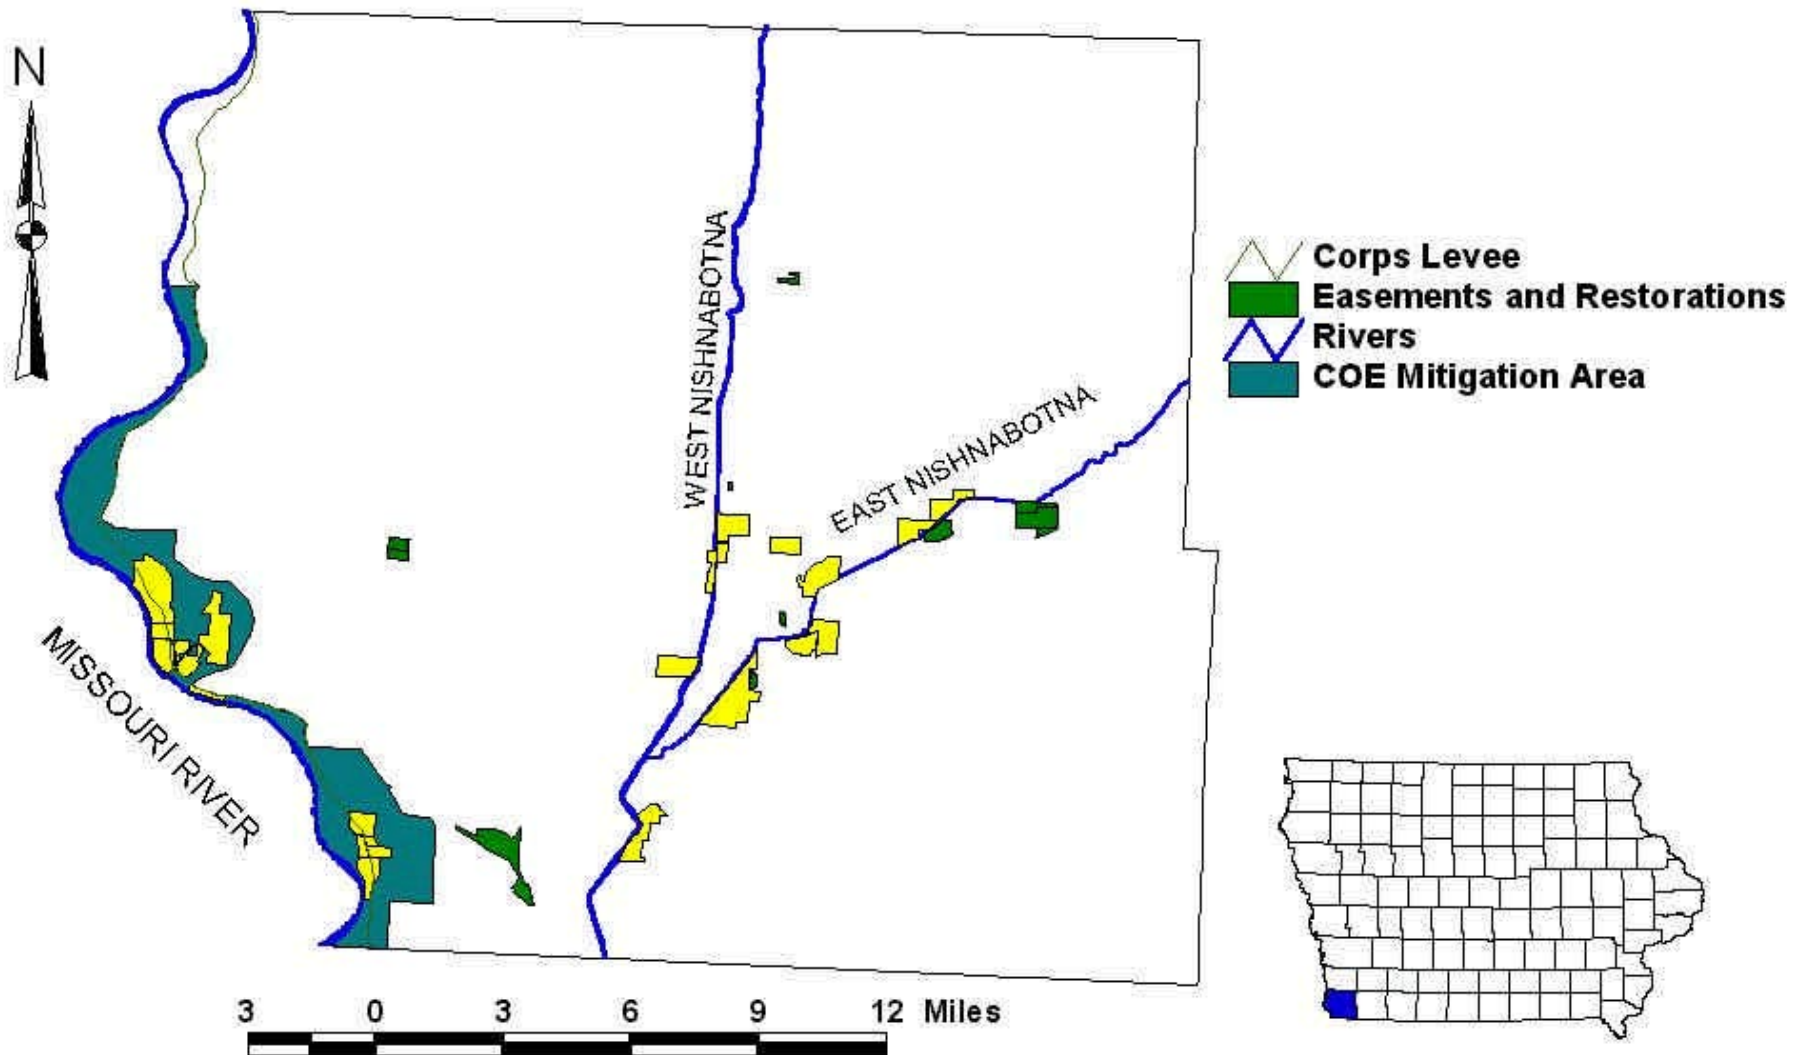 N
WEST NISHNABOTNA
EAST NISHNABOTNA
MISSOURI RIVER
Corps Levee
Easements and Restorations
Rivers
COE Mitigation Area
3 0 3 6 9 12 Miles